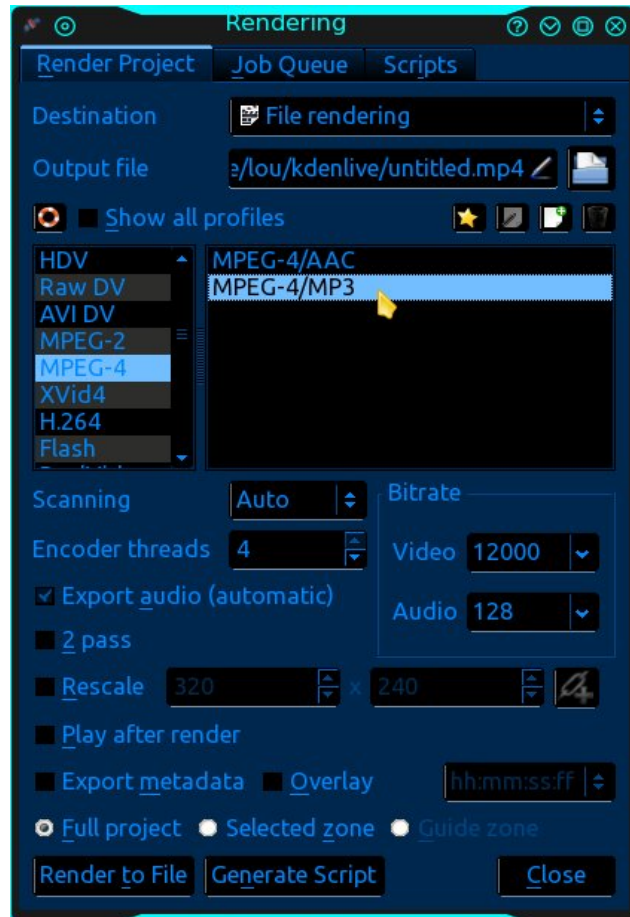 Rendering
Render Project Job Queue Scripts
Destination File rendering
Output file e/lou/kdenlive/untitled.mp4
Show all profiles
HDV MPEG-4/AAC
Raw DV MPEG-4/MP3
AVI DV
MPEG-2
MPEG-4
XVid4
H.264
Flash
Scanning Auto Bitrate
Encoder threads 4 Video 12000
Export audio (automatic) Audio 128
2 pass
Rescale 320 x 240
Play after render
Export metadata Overlay hh:mm:ss:ff
Full project Selected zone Guide zone
Render to File Generate Script Close